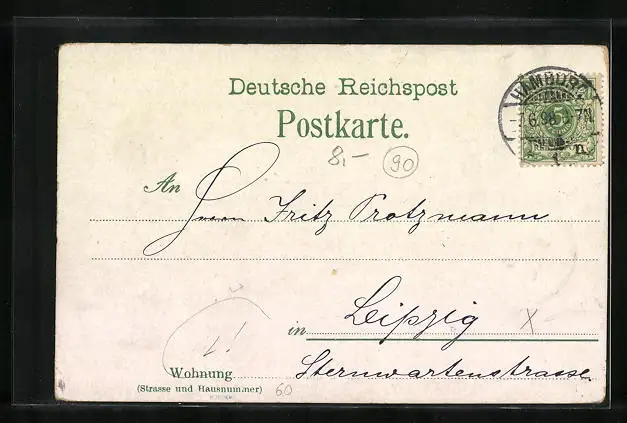 Deutsche Reichspost
Postkarte.
HAMBURG
8,–
90
An
Herrn Fritz Protzmann
in Leipzig X
Wohnung Sternwartenstrasse
(Strasse und Hausnummer) 60